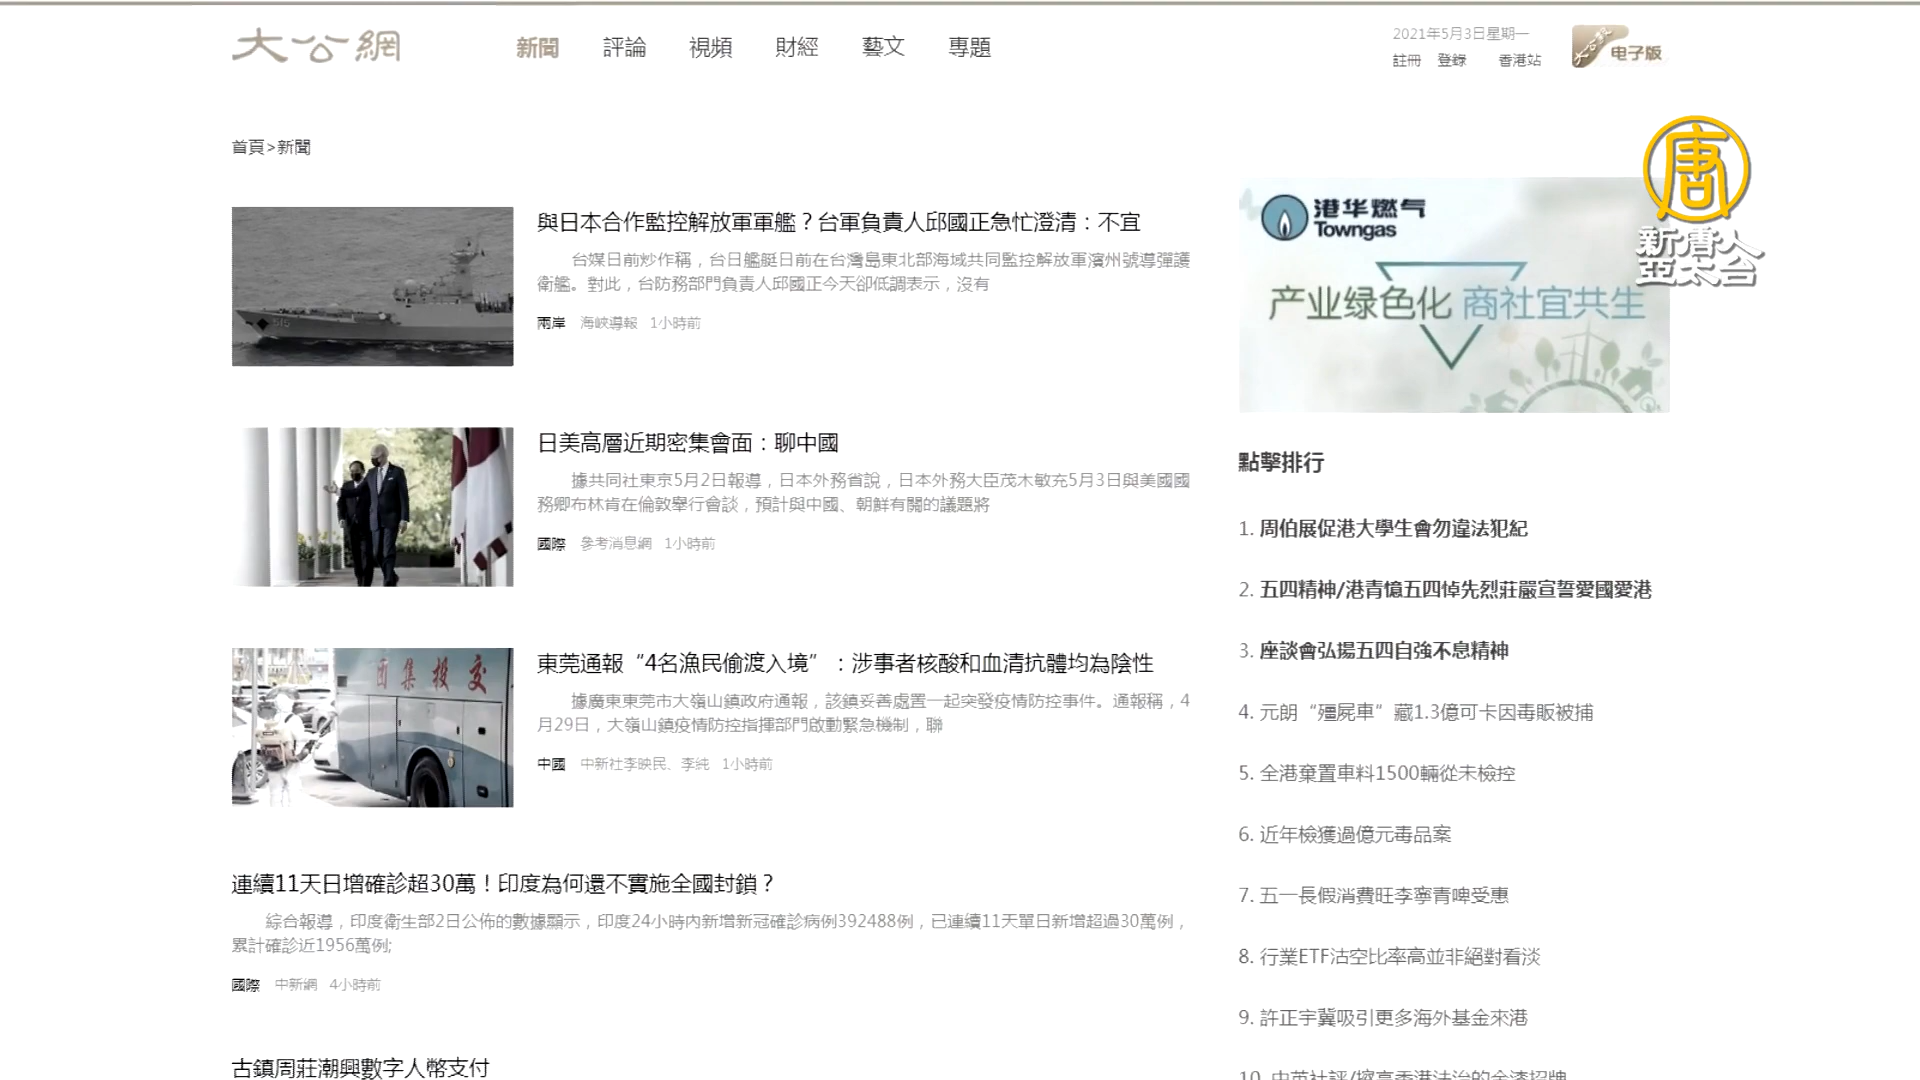 大公網
新聞 評論 視頻 財經 藝文 專題
2021年5月3日星期一
註冊 登錄 香港站
电子版
首頁>新聞
與日本合作監控解放軍軍艦？台軍負責人邱國正急忙澄清：不宜
台媒日前炒作稱，台日艦艇日前在台灣島東北部海域共同監控解放軍濱州號導彈護
衛艦。對此，台防務部門負責人邱國正今天卻低調表示，沒有
兩岸 海峽導報 1小時前
日美高層近期密集會面：聊中國
據共同社東京5月2日報導，日本外務省說，日本外務大臣茂木敏充5月3日與美國國
務卿布林肯在倫敦舉行會談，預計與中國、朝鮮有關的議題將
國際 參考消息網 1小時前
团集投交
東莞通報“4名漁民偷渡入境”：涉事者核酸和血清抗體均為陰性
據廣東東莞市大嶺山鎮政府通報，該鎮妥善處置一起突發疫情防控事件。通報稱，4
月29日，大嶺山鎮疫情防控指揮部門啟動緊急機制，聯
中國 中新社李映民、李純 1小時前
連續11天日增確診超30萬！印度為何還不實施全國封鎖？
綜合報導，印度衛生部2日公佈的數據顯示，印度24小時內新增新冠確診病例392488例，已連續11天單日新增超過30萬例，
累計確診近1956萬例;
國際 中新網 4小時前
古鎮周莊潮興數字人幣支付
唐
新唐人
亞太台
港华燃气
Towngas
产业绿色化 商社宜共生
點擊排行
1. 周伯展促港大學生會勿違法犯紀
2. 五四精神/港青憶五四悼先烈莊嚴宣誓愛國愛港
3. 座談會弘揚五四自強不息精神
4. 元朗“殭屍車”藏1.3億可卡因毒販被捕
5. 全港棄置車料1500輛從未檢控
6. 近年檢獲過億元毒品案
7. 五一長假消費旺李寧青啤受惠
8. 行業ETF沽空比率高並非絕對看淡
9. 許正宇冀吸引更多海外基金來港
10. 中英社評/擦亮香港法治的金漆招牌